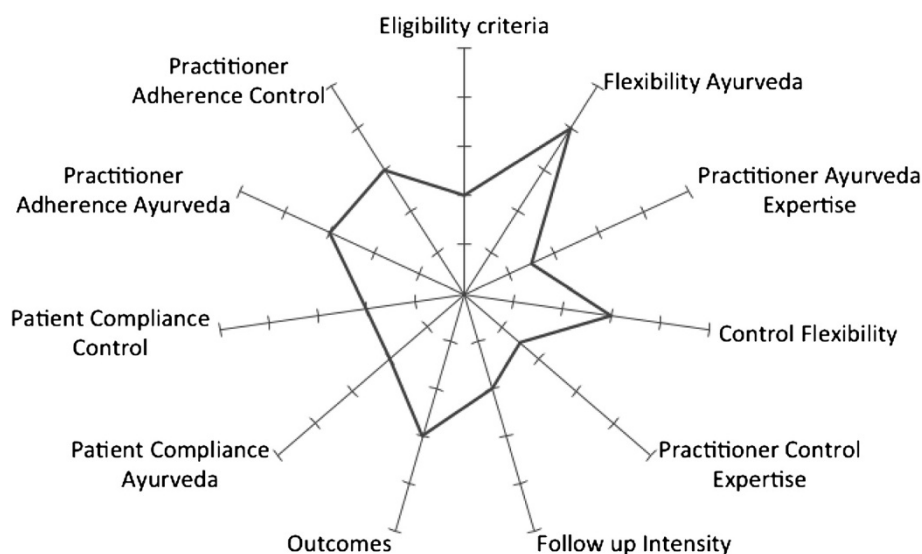 Eligibility criteria
Flexibility Ayurveda
Practitioner Ayurveda
Expertise
Control Flexibility
Practitioner Control
Expertise
Follow up Intensity
Outcomes
Patient Compliance
Ayurveda
Patient Compliance
Control
Practitioner
Adherence Ayurveda
Practitioner
Adherence Control